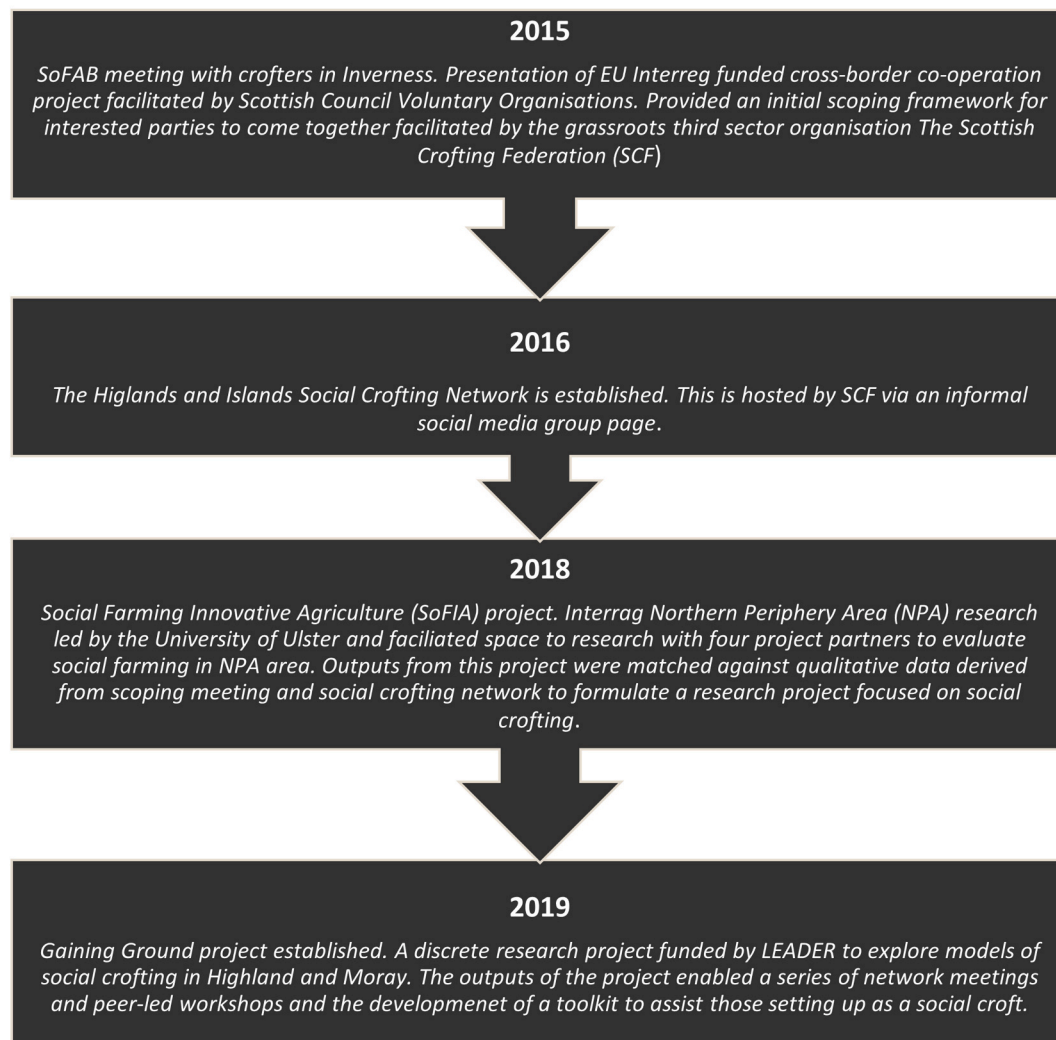 2015
SoFAB meeting with crofters in Inverness. Presentation of EU Interreg funded cross-border co-operation
project facilitated by Scottish Council Voluntary Organisations. Provided an initial scoping framework for
interested parties to come together facilitated by the grassroots third sector organisation The Scottish
Crofting Federation (SCF)
2016
The Higlands and Islands Social Crofting Network is established. This is hosted by SCF via an informal
social media group page.
2018
Social Farming Innovative Agriculture (SoFIA) project. Interrag Northern Periphery Area (NPA) research
led by the University of Ulster and faciliated space to research with four project partners to evaluate
social farming in NPA area. Outputs from this project were matched against qualitative data derived
from scoping meeting and social crofting network to formulate a research project focused on social
crofting.
2019
Gaining Ground project established. A discrete research project funded by LEADER to explore models of
social crofting in Highland and Moray. The outputs of the project enabled a series of network meetings
and peer-led workshops and the developmenet of a toolkit to assist those setting up as a social croft.